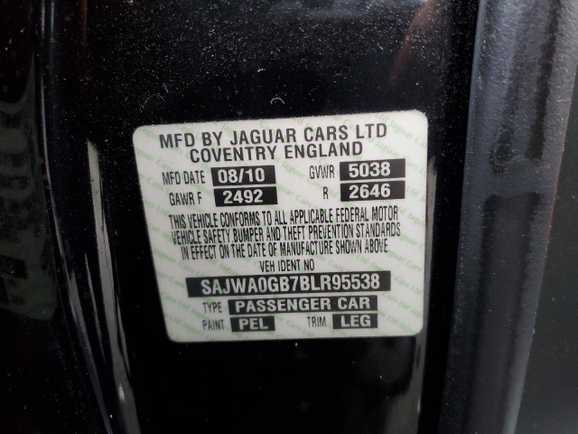 MFD BY JAGUAR CARS LTD
COVENTRY ENGLAND
MFD DATE 08/10 GVWR 5038
GAWR F 2492 R 2646
THIS VEHICLE CONFORMS TO ALL APPLICABLE FEDERAL MOTOR
VEHICLE SAFETY BUMPER AND THEFT PREVENTION STANDARDS
IN EFFECT ON THE DATE OF MANUFACTURE SHOWN ABOVE
VEH IDENT NO
SAJWA0GB7BLR95538
TYPE PASSENGER CAR
PAINT PEL TRIM LEG